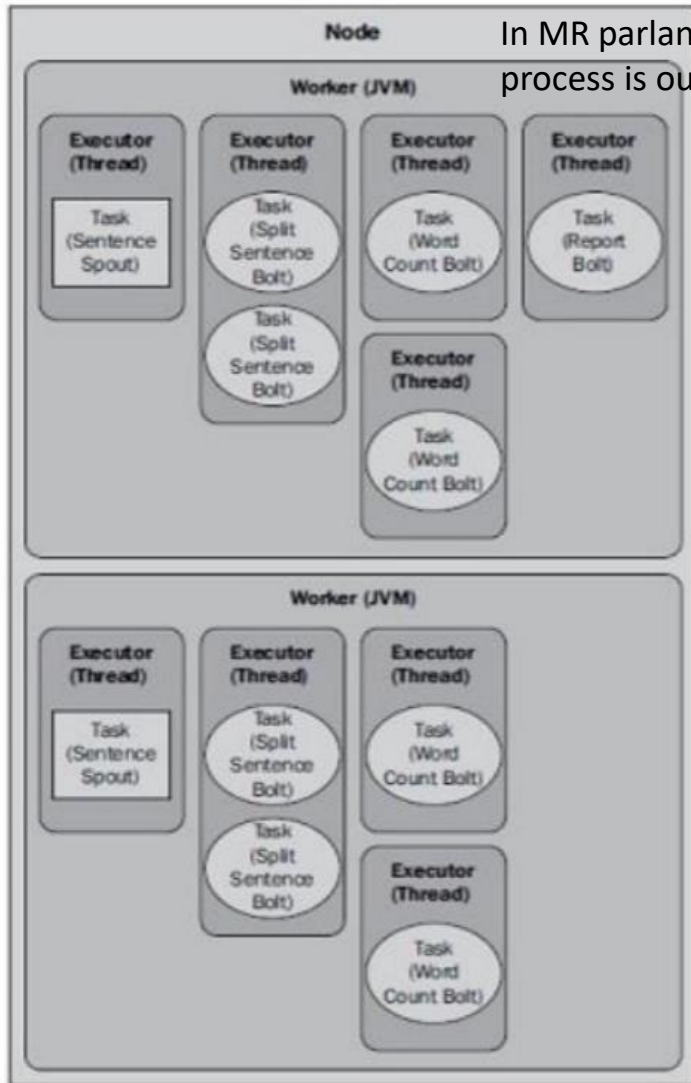 Node
In MR parlan
process is ou
Worker (JVM)
Executor
(Thread)
Task
(Sentence
Spout)
Executor
(Thread)
Task
(Split
Sentence
Bolt)
Task
(Split
Sentence
Bolt)
Executor
(Thread)
Task
(Word
Count Bolt)
Executor
(Thread)
Task
(Word
Count Bolt)
Executor
(Thread)
Task
(Report
Bolt)
Worker (JVM)
Executor
(Thread)
Task
(Sentence
Spout)
Executor
(Thread)
Task
(Split
Sentence
Bolt)
Task
(Split
Sentence
Bolt)
Executor
(Thread)
Task
(Word
Count Bolt)
Executor
(Thread)
Task
(Word
Count Bolt)